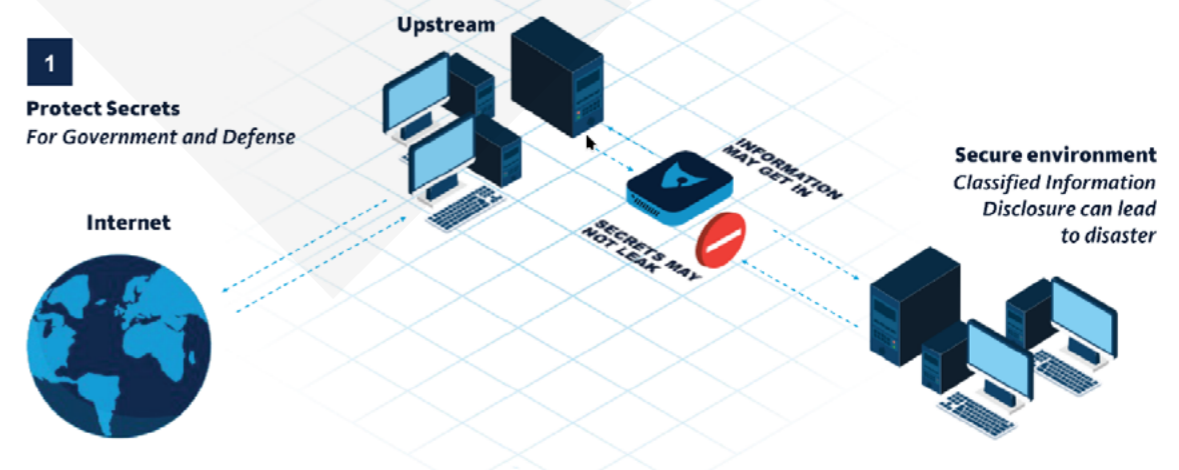 Upstream
1
Protect Secrets
For Government and Defense
Internet
INFORMATION
MAY GET IN
SECRETS MAY
NOT LEAK
Secure environment
Classified Information
Disclosure can lead
to disaster